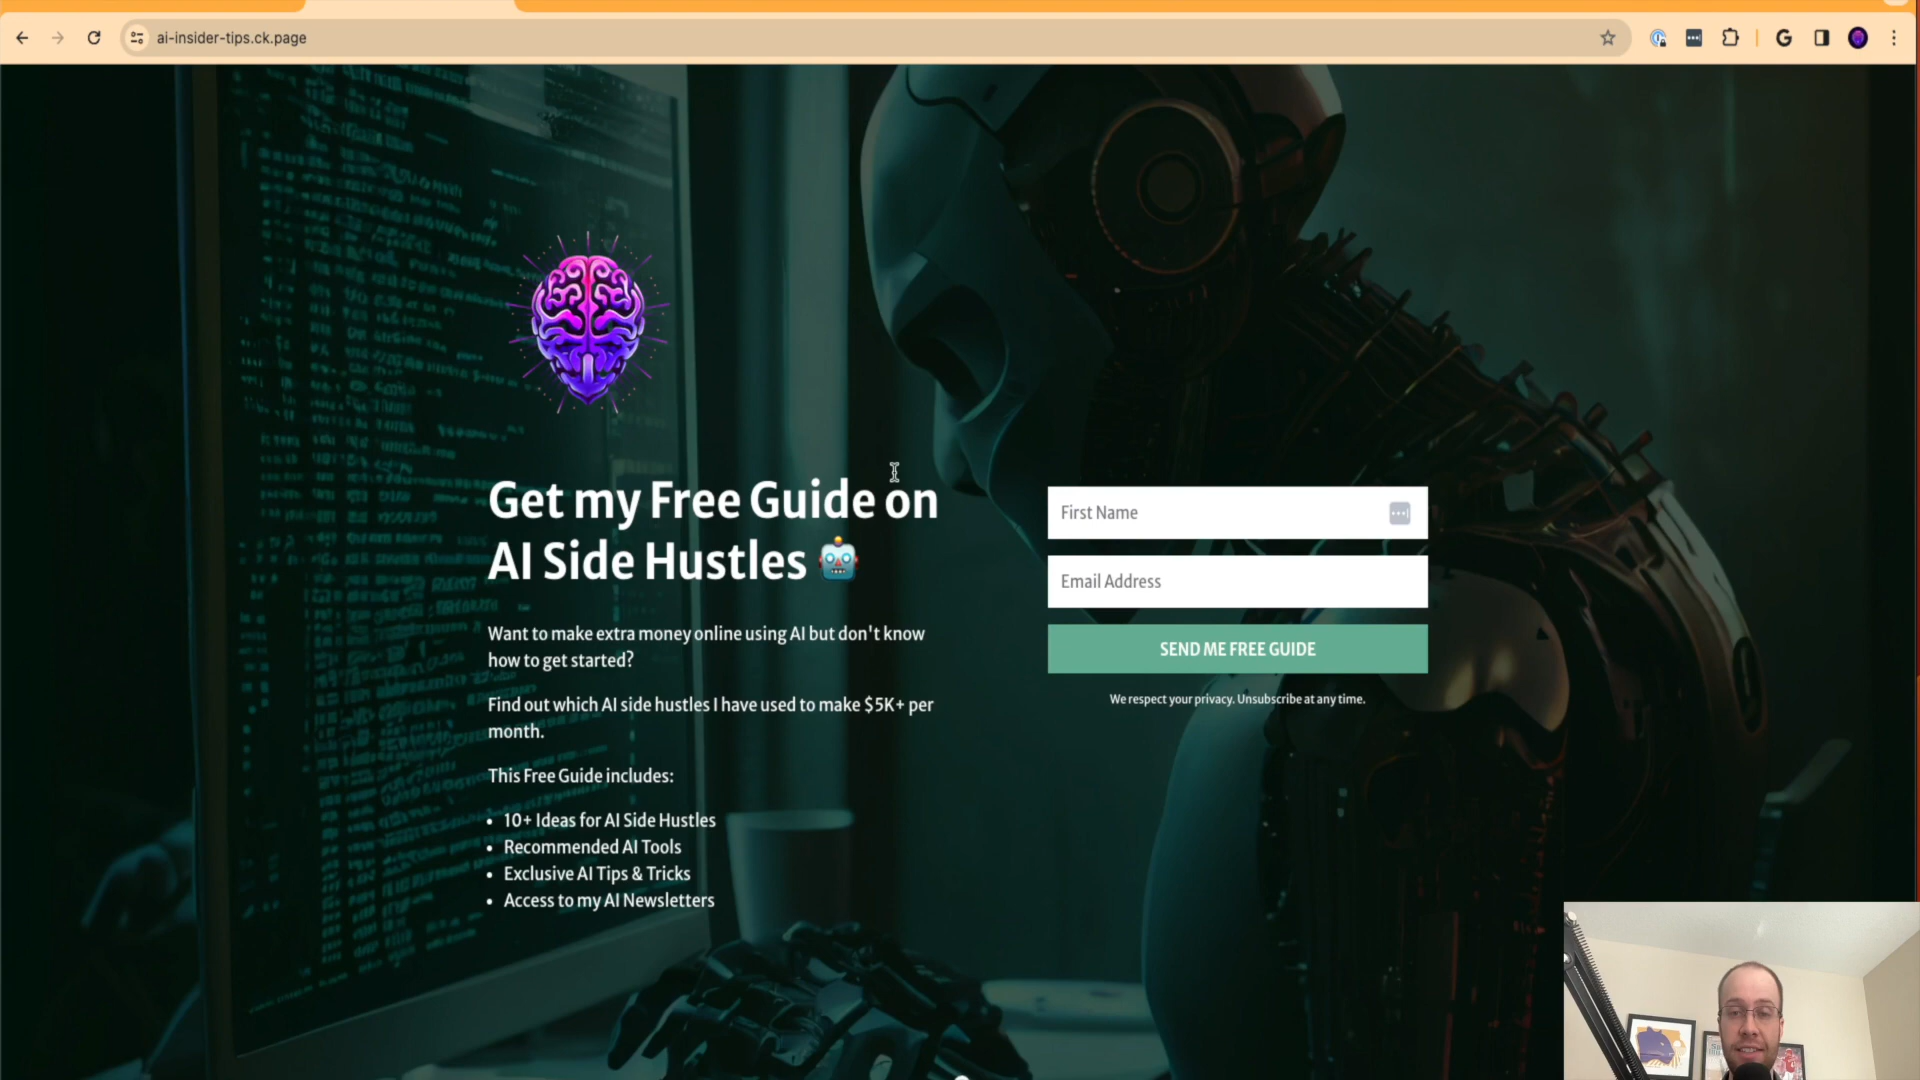 ai-insider-tips.ck.page
Get my Free Guide on
AI Side Hustles 🤖
First Name
Email Address
SEND ME FREE GUIDE
We respect your privacy. Unsubscribe at any time.
Want to make extra money online using AI but don't know
how to get started?
Find out which AI side hustles I have used to make $5K+ per
month.
This Free Guide includes:
• 10+ Ideas for AI Side Hustles
• Recommended AI Tools
• Exclusive AI Tips & Tricks
• Access to my AI Newsletters